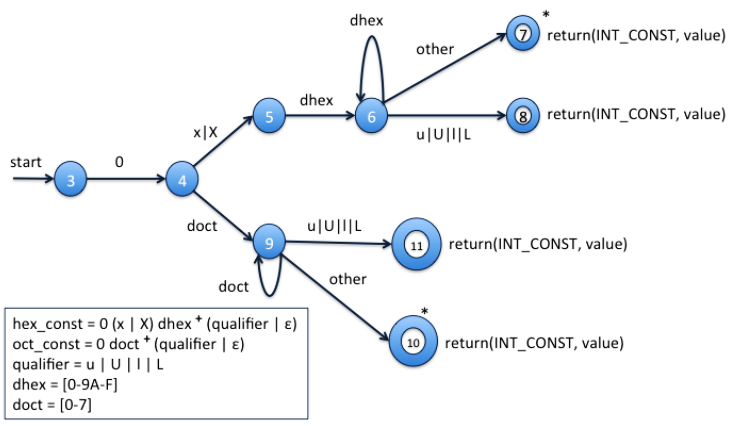 dhex
*
7
return(INT_CONST, value)
other
5
dhex
6
8
return(INT_CONST, value)
x|X
u|U|l|L
start
0
3
4
doct
u|U|l|L
9
11
return(INT_CONST, value)
doct
other
*
10
return(INT_CONST, value)
hex_const = 0 (x | X) dhex + (qualifier | ε)
oct_const = 0 doct + (qualifier | ε)
qualifier = u | U | l | L
dhex = [0-9A-F]
doct = [0-7]